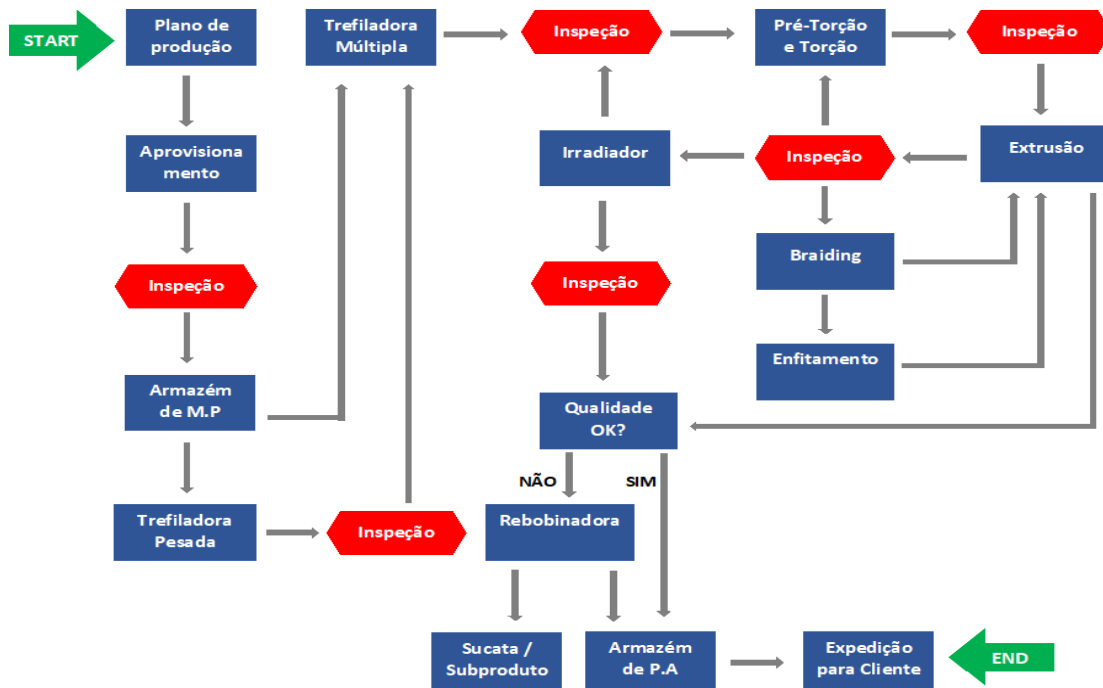 START
Plano de
produção
Trefiladora
Múltipla
Inspeção
Pré-Torção
e Torção
Inspeção
Aprovisiona
mento
Irradiador
Inspeção
Extrusão
Inspeção
Inspeção
Braiding
Armazém
de M.P
Enfitamento
Qualidade
OK?
NÃO
SIM
Trefiladora
Pesada
Inspeção
Rebobinadora
Sucata /
Subproduto
Armazém
de P.A
Expedição
para Cliente
END